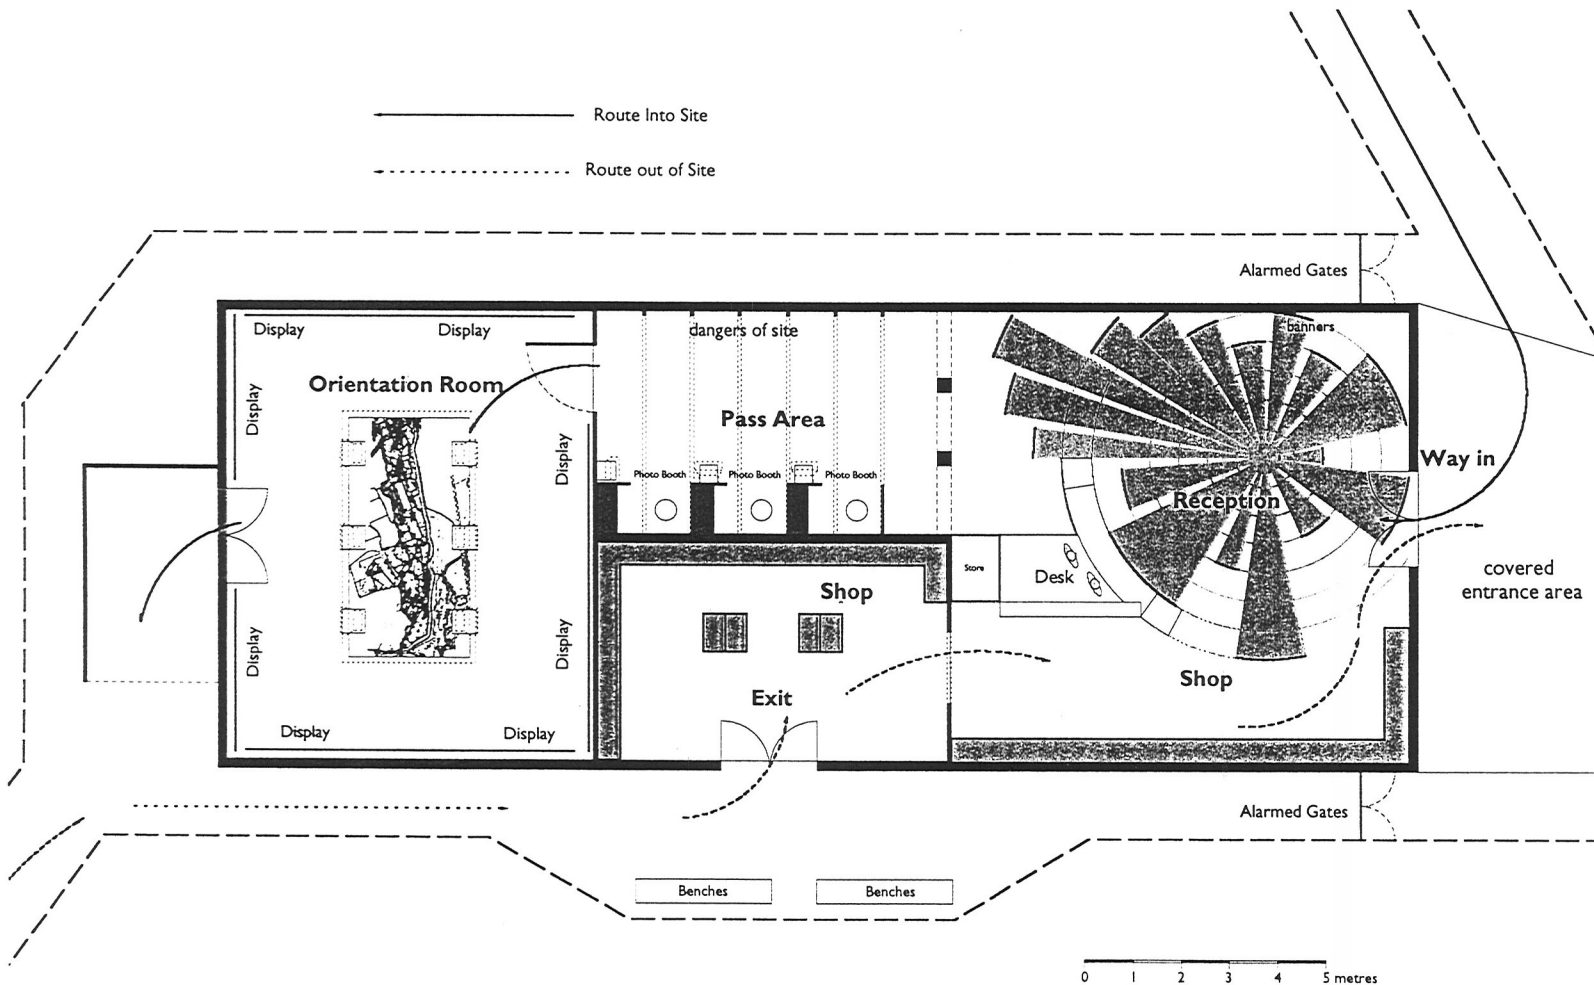 Route Into Site
Route out of Site
Alarmed Gates
Display
Display
dangers of site
banners
Orientation Room
Display
Pass Area
Display
Way in
Photo Booth
Photo Booth
Photo Booth
Reception
Store
Desk
covered
entrance area
Shop
Display
Display
Shop
Exit
Display
Display
Alarmed Gates
Benches
Benches
0 1 2 3 4 5 metres